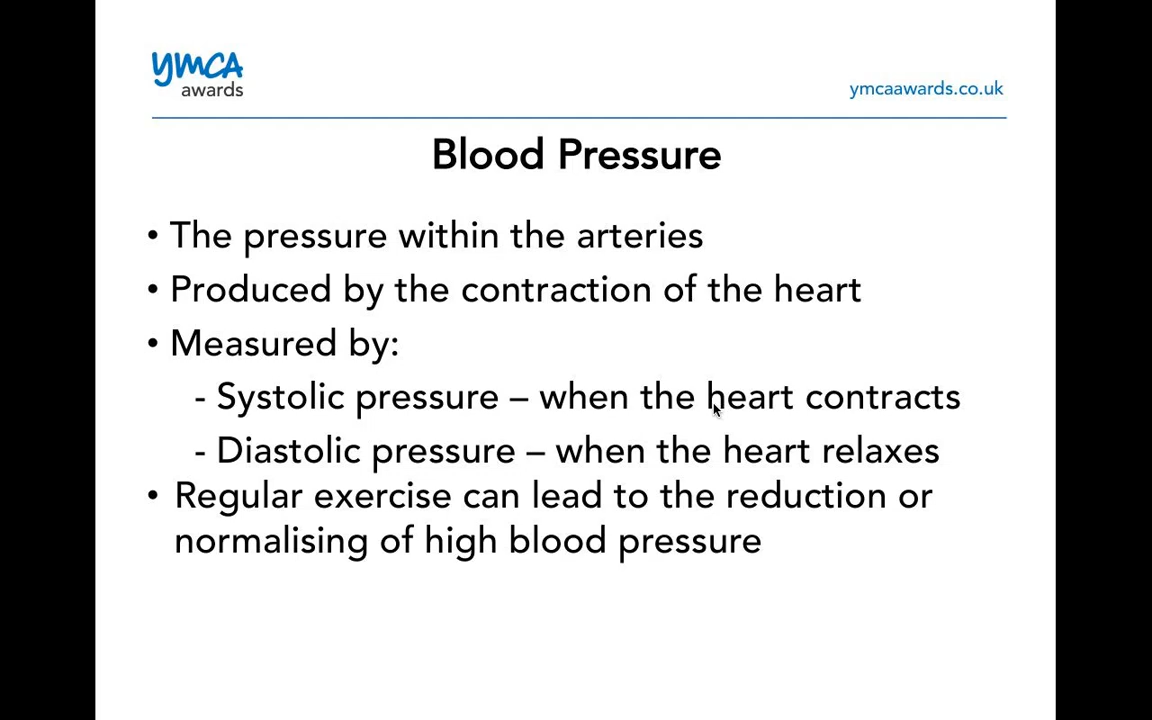 ymca
awards
ymcaawards.co.uk
Blood Pressure
• The pressure within the arteries
• Produced by the contraction of the heart
• Measured by:
- Systolic pressure – when the heart contracts
- Diastolic pressure – when the heart relaxes
• Regular exercise can lead to the reduction or
normalising of high blood pressure